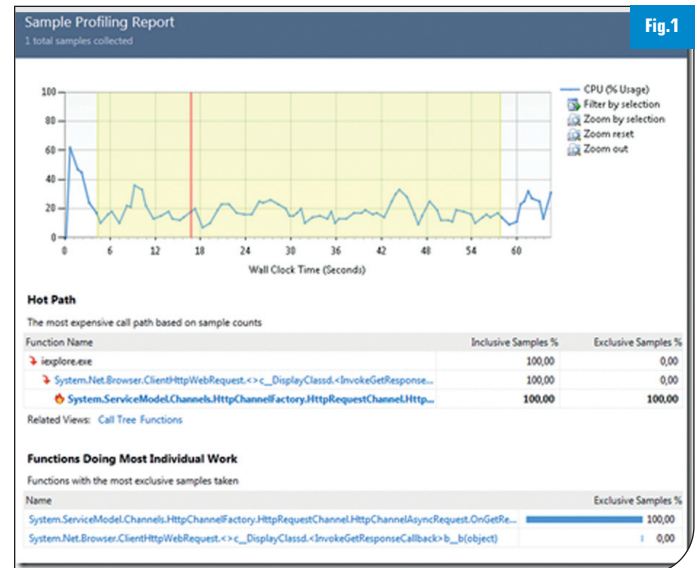 Sample Profiling Report
Fig.1
1 total samples collected
100
80
60
40
20
0
0 6 12 18 24 30 36 42 48 54 60
Wall Clock Time (Seconds)
CPU (% Usage)
Filter by selection
Zoom by selection
Zoom reset
Zoom out
Hot Path
The most expensive call path based on sample counts
Function Name Inclusive Samples % Exclusive Samples %
iexplore.exe 100,00 0,00
System.Net.Browser.ClientHttpWebRequest.<>c__DisplayClassd.<InvokeGetResponse... 100,00 0,00
System.ServiceModel.Channels.HttpChannelFactory.HttpRequestChannel.Http... 100,00 100,00
Related Views: Call Tree Functions
Functions Doing Most Individual Work
Functions with the most exclusive samples taken
Name Exclusive Samples %
System.ServiceModel.Channels.HttpChannelFactory.HttpRequestChannel.HttpChannelAsyncRequest.OnGetRe... 100,00
System.Net.Browser.ClientHttpWebRequest.<>c__DisplayClassd.<InvokeGetResponseCallback>b__b(object) 0,00